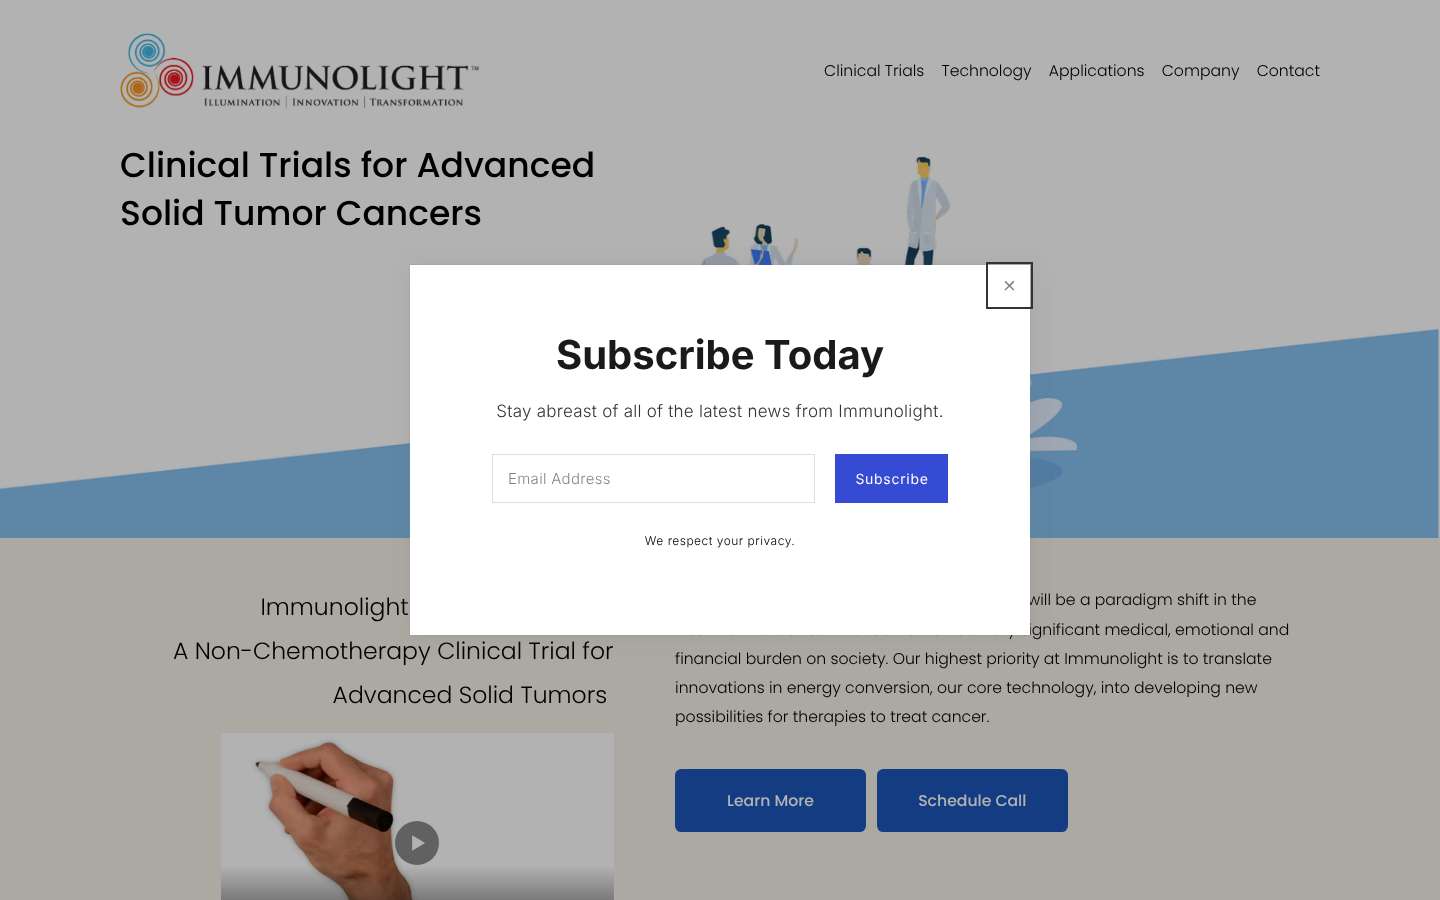 IMMUNOLIGHT™
ILLUMINATION | INNOVATION | TRANSFORMATION
Clinical Trials Technology Applications Company Contact
Clinical Trials for Advanced
Solid Tumor Cancers
×
Subscribe Today
Stay abreast of all of the latest news from Immunolight.
Email Address
Subscribe
We respect your privacy.
Immunolight
A Non-Chemotherapy Clinical Trial for
Advanced Solid Tumors
will be a paradigm shift in the
significant medical, emotional and
financial burden on society. Our highest priority at Immunolight is to translate
innovations in energy conversion, our core technology, into developing new
possibilities for therapies to treat cancer.
Learn More
Schedule Call